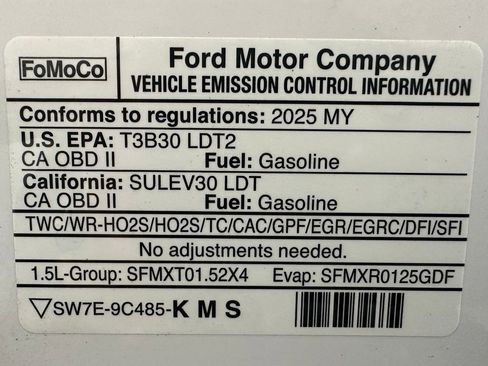 FoMoCo
Ford Motor Company
VEHICLE EMISSION CONTROL INFORMATION
Conforms to regulations: 2025 MY
U.S. EPA: T3B30 LDT2
CA OBD II Fuel: Gasoline
California: SULEV30 LDT
CA OBD II Fuel: Gasoline
TWC/WR-HO2S/HO2S/TC/CAC/GPF/EGR/EGRC/DFI/SFI
No adjustments needed.
1.5L-Group: SFMXT01.52X4 Evap: SFMXR0125GDF
▽SW7E-9C485-K M S